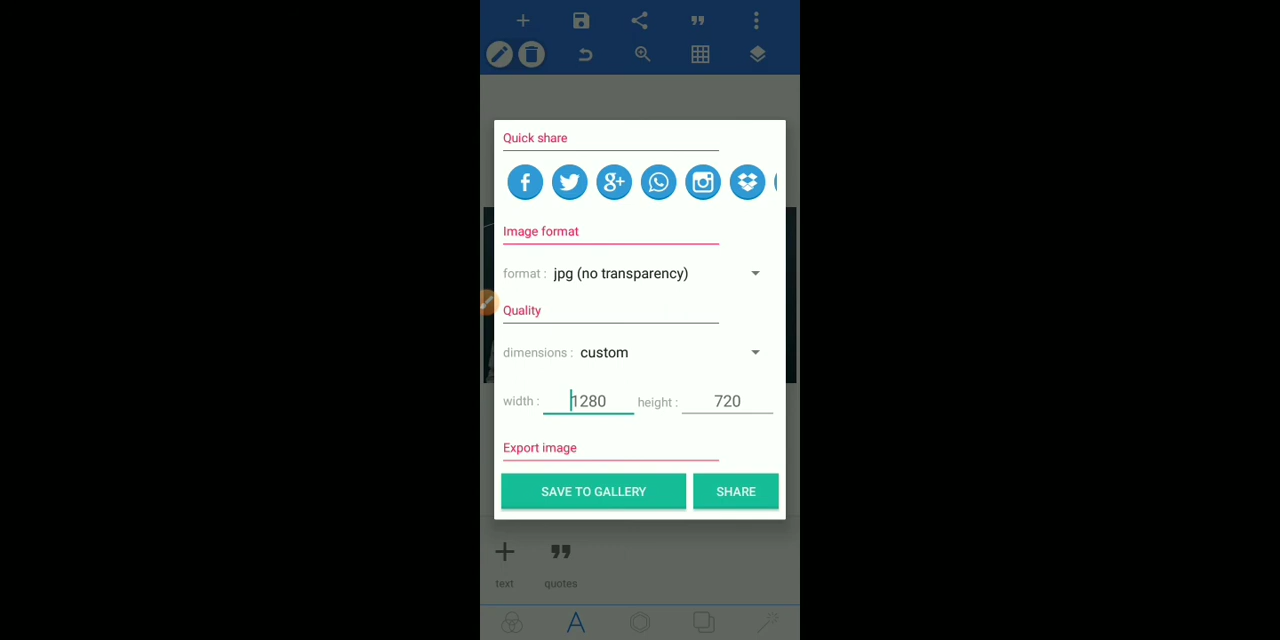 Quick share
Image format
format : jpg (no transparency)
Quality
dimensions : custom
width : 1280 height : 720
Export image
SAVE TO GALLERY SHARE
text quotes